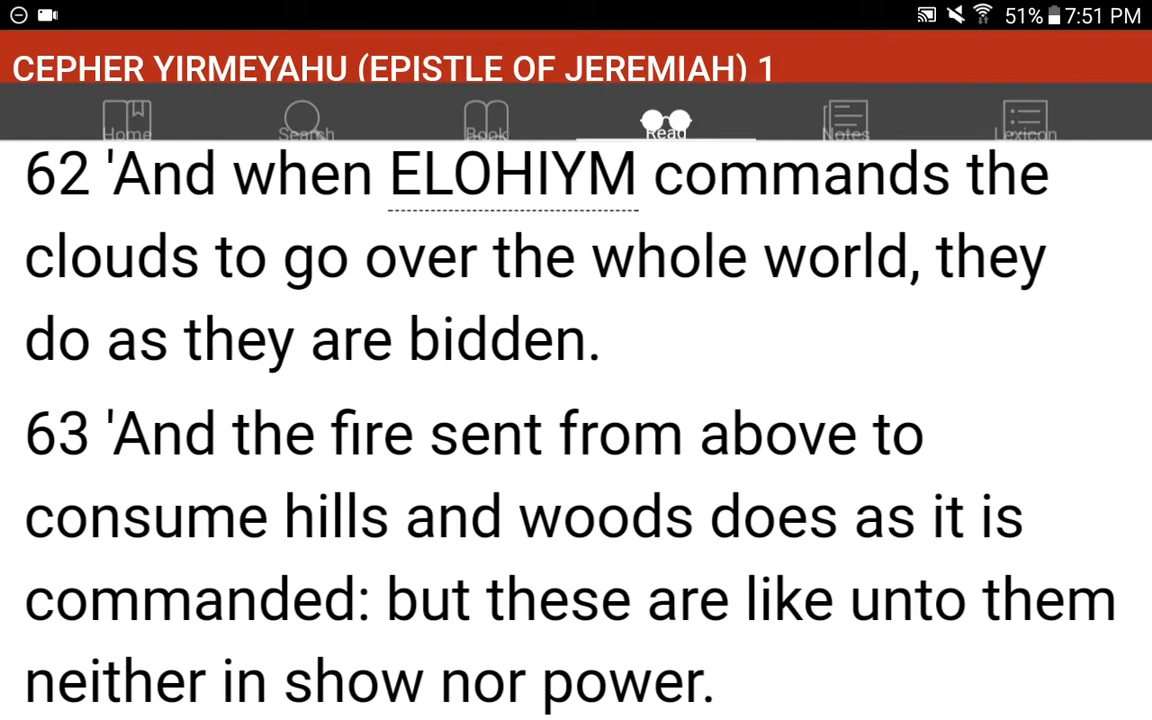 51% 7:51 PM
CEPHER YIRMEYAHU (EPISTLE OF JEREMIAH) 1
Home Search Book Read Notes Lexicon
62 'And when ELOHIYM commands the
clouds to go over the whole world, they
do as they are bidden.
63 'And the fire sent from above to
consume hills and woods does as it is
commanded: but these are like unto them
neither in show nor power.